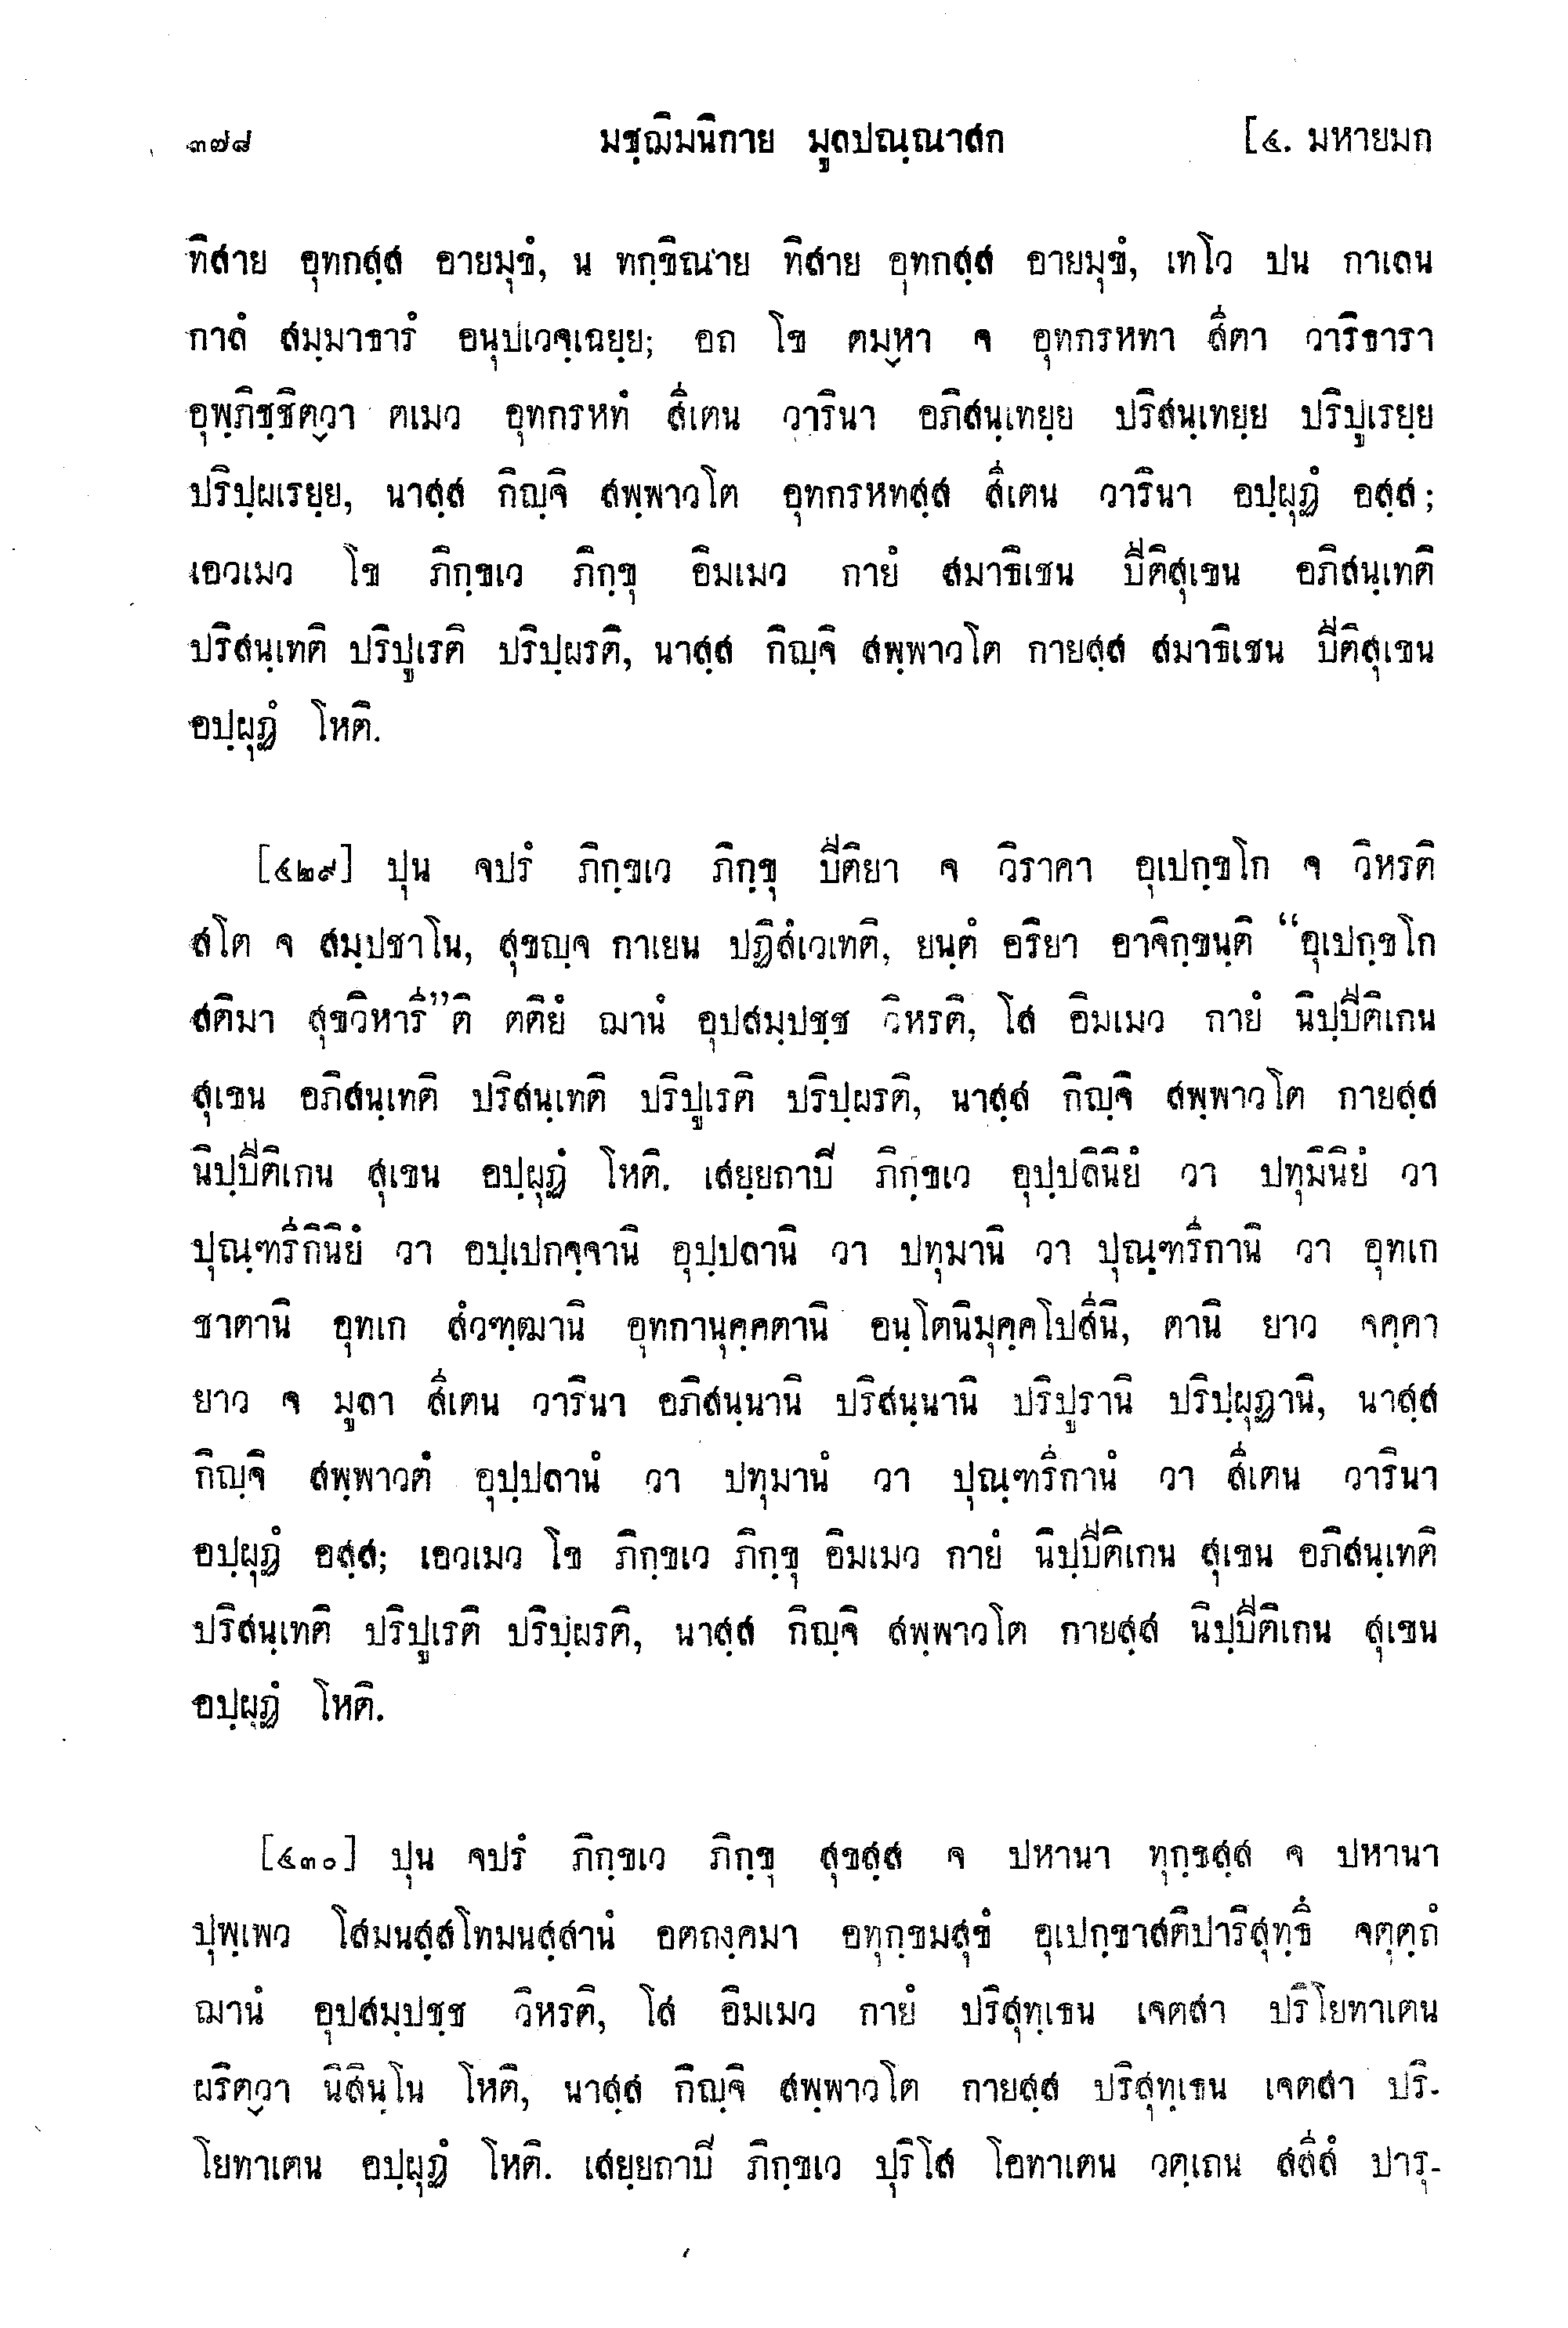 ๓๗๘ มชฺฌิมนิกาย มูลปณฺณาสก [๔. มหายมก
ทิสาย อุทกสฺส อายมุขํ, น ทกฺขิณาย ทิสาย อุทกสฺส อายมุขํ, เทโว ปน กาเลน
กาลํ สมฺมาธารํ อนุปเวจฺเฉยฺย; อถ โข ตมฺหา จ อุทกรหทา สีตา วาริธารา
อุพฺภิชฺชิตฺวา ตเมว อุทกรหทํ สีเตน วารินา อภิสนฺเทยฺย ปริสนฺเทยฺย ปริปูเรยฺย
ปริปฺผเรยฺย, นาสฺส กิญฺจิ สพฺพาวโต อุทกรหทสฺส สีเตน วารินา อปฺผุฏํ อสฺส;
เอวเมว โข ภิกฺขเว ภิกฺขุ อิมเมว กายํ สมาธิเชน ปีติสุเขน อภิสนฺเทติ
ปริสนฺเทติ ปริปูเรติ ปริปฺผรติ, นาสฺส กิญฺจิ สพฺพาวโต กายสฺส สมาธิเชน ปีติสุเขน
อปฺผุฏํ โหติ.
[๔๒๙] ปุน จปรํ ภิกฺขเว ภิกฺขุ ปีติยา จ วิราคา อุเปกฺขโก จ วิหรติ
สโต จ สมฺปชาโน, สุขญฺจ กาเยน ปฏิสํเวเทติ, ยนฺตํ อริยา อาจิกฺขนฺติ “อุเปกฺขโก
สติมา สุขวิหารี”ติ ตติยํ ฌานํ อุปสมฺปชฺช วิหรติ, โส อิมเมว กายํ นิปฺปีติเกน
สุเขน อภิสนฺเทติ ปริสนฺเทติ ปริปูเรติ ปริปฺผรติ, นาสฺส กิญฺจิ สพฺพาวโต กายสฺส
นิปฺปีติเกน สุเขน อปฺผุฏํ โหติ. เสยฺยถาปี ภิกฺขเว อุปฺปลินิยํ วา ปทุมินิยํ วา
ปุณฺฑรีกินิยํ วา อปฺเปกจฺจานิ อุปฺปลานิ วา ปทุมานิ วา ปุณฺฑรีกานิ วา อุทเก
ชาตานิ อุทเก สํวฑฺฒานิ อุทกานุคฺคตานิ อนฺโตนิมุคฺคโปสีนิ, ตานิ ยาว จคฺคา
ยาว จ มูลา สีเตน วารินา อภิสนฺนานิ ปริสนฺนานิ ปริปูรานิ ปริปฺผุฏานิ, นาสฺส
กิญฺจิ สพฺพาวตํ อุปฺปลานํ วา ปทุมานํ วา ปุณฺฑรีกานํ วา สีเตน วารินา
อปฺผุฏํ อสฺส; เอวเมว โข ภิกฺขเว ภิกฺขุ อิมเมว กายํ นิปฺปีติเกน สุเขน อภิสนฺเทติ
ปริสนฺเทติ ปริปูเรติ ปริปฺผรติ, นาสฺส กิญฺจิ สพฺพาวโต กายสฺส นิปฺปีติเกน สุเขน
อปฺผุฏํ โหติ.
[๔๓๐] ปุน จปรํ ภิกฺขเว ภิกฺขุ สุขสฺส จ ปหานา ทุกฺขสฺส จ ปหานา
ปุพฺเพว โสมนสฺสโทมนสฺสานํ อตถงฺคมา อทุกฺขมสุขํ อุเปกฺขาสติปาริสุทฺธึ จตุตฺถํ
ฌานํ อุปสมฺปชฺช วิหรติ, โส อิมเมว กายํ ปริสุทฺเธน เจตสา ปริโยทาเตน
ผริตฺวา นิสินฺโน โหติ, นาสฺส กิญฺจิ สพฺพาวโต กายสฺส ปริสุทฺเธน เจตสา ปริ-
โยทาเตน อปฺผุฏํ โหติ. เสยฺยถาปี ภิกฺขเว ปุริโส โอทาเตน วตฺเถน สสีสํ ปารุ-